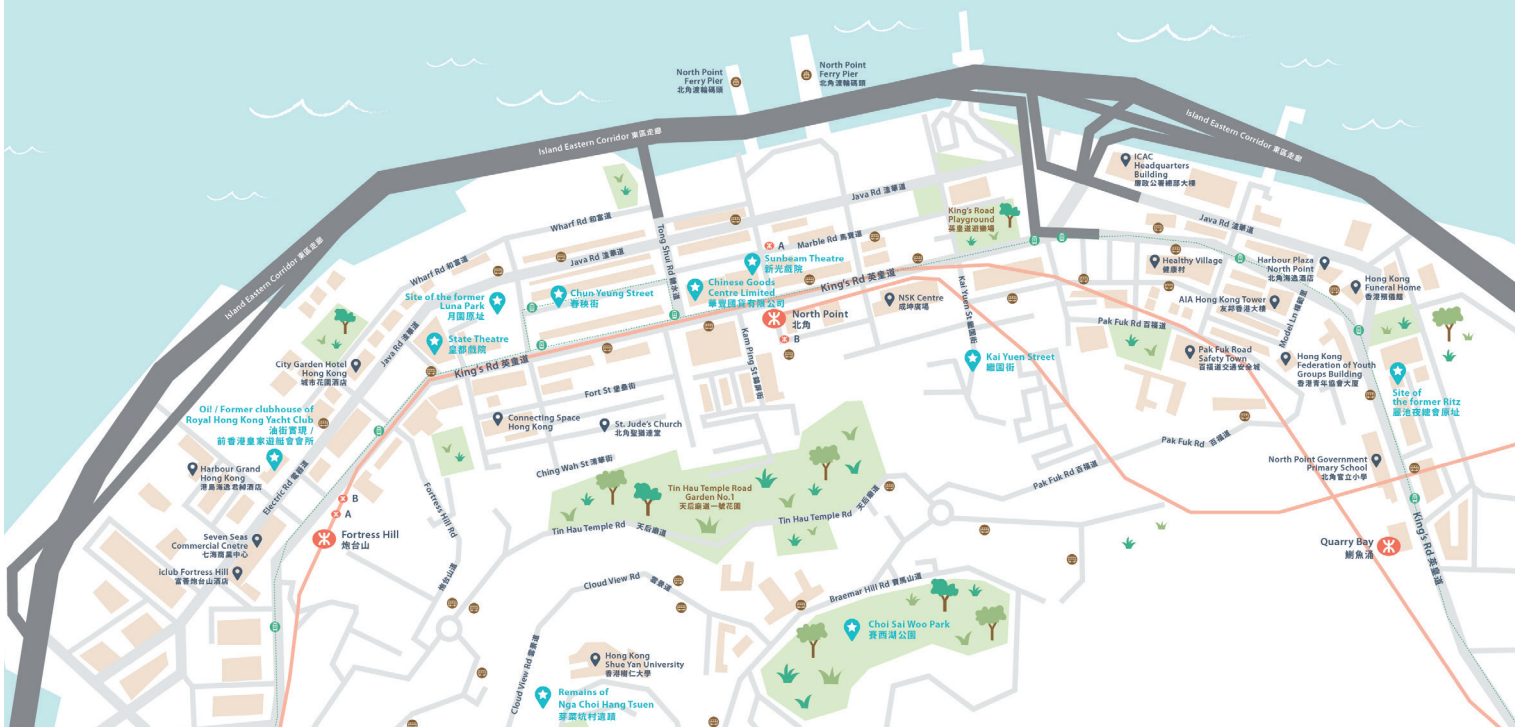 North Point
Ferry Pier
北角渡輪碼頭
North Point
Ferry Pier
北角渡輪碼頭
Island Eastern Corridor 東區走廊
Island Eastern Corridor 東區走廊
Island Eastern Corridor 東區走廊
ICAC
Headquarters
Building
廉政公署總部大樓
Java Rd 渣華道
Java Rd 渣華道
King's Road
Playground
英皇道遊樂場
Wharf Rd 和富道
Tong Shui Rd 糖水道
A
Marble Rd 馬寶道
Sunbeam Theatre
新光戲院
Java Rd 渣華道
Wharf Rd 和富道
Healthy Village
健康村
Harbour Plaza
North Point
北角海逸酒店
Hong Kong
Funeral Home
香港殯儀館
Chinese Goods
Centre Limited
華豐國貨有限公司
King's Rd 英皇道
Chun Yeung Street
春秧街
Site of the former
Luna Park
月園原址
NSK Centre
成坤廣場
Kai Yuen St 繼園街
AIA Hong Kong Tower
友邦香港大樓
North Point
北角
B
Pak Fuk Rd 百福道
Model Ln 模範里
State Theatre
皇都戲院
Java Rd 渣華道
King's Rd 英皇道
Kam Ping St 錦屏街
Kai Yuen Street
繼園街
Pak Fuk Road
Safety Town
百福道交通安全城
Hong Kong
Federation of Youth
Groups Building
香港青年協會大廈
City Garden Hotel
Hong Kong
城市花園酒店
Site of
the former Ritz
麗池夜總會原址
Fort St 堡壘街
Oi! / Former clubhouse of
Royal Hong Kong Yacht Club
油街實現 /
前香港皇家遊艇會會所
Connecting Space
Hong Kong
St. Jude's Church
北角聖猶達堂
Pak Fuk Rd 百福道
Harbour Grand
Hong Kong
港島海逸君綽酒店
Electric Rd 電器道
Ching Wah St 清華街
Pak Fuk Rd 百福道
North Point Government
Primary School
北角官立小學
Tin Hau Temple Road
Garden No.1
天后廟道一號花園
B
A
Fortress Hill Rd
炮台山道
Tin Hau Temple Rd 天后廟道
Tin Hau Temple Rd 天后廟道
King's Rd 英皇道
Fortress Hill
炮台山
Seven Seas
Commercial Cnetre
七海商業中心
Quarry Bay
鰂魚涌
iclub Fortress Hill
富薈炮台山酒店
Cloud View Rd 雲景道
Braemar Hill Rd 寶馬山道
Choi Sai Woo Park
賽西湖公園
Cloud View Rd 雲景道
Hong Kong
Shue Yan University
香港樹仁大學
Remains of
Nga Choi Hang Tsuen
芽菜坑村遺蹟